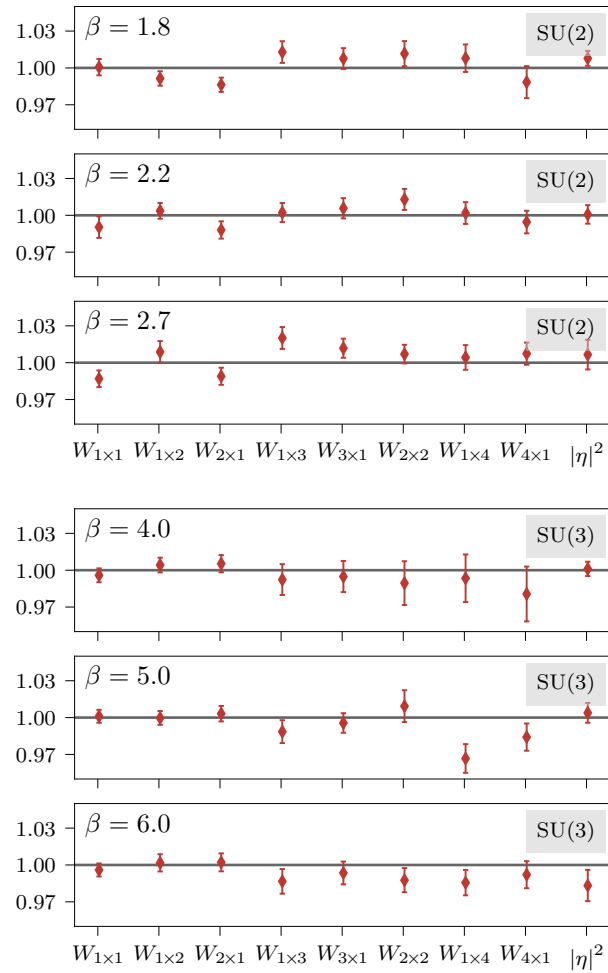 1.03
1.00
0.97
β = 1.8
SU(2)
1.03
1.00
0.97
β = 2.2
SU(2)
1.03
1.00
0.97
β = 2.7
SU(2)
W1×1 W1×2 W2×1 W1×3 W3×1 W2×2 W1×4 W4×1 |η|²
1.03
1.00
0.97
β = 4.0
SU(3)
1.03
1.00
0.97
β = 5.0
SU(3)
1.03
1.00
0.97
β = 6.0
SU(3)
W1×1 W1×2 W2×1 W1×3 W3×1 W2×2 W1×4 W4×1 |η|²